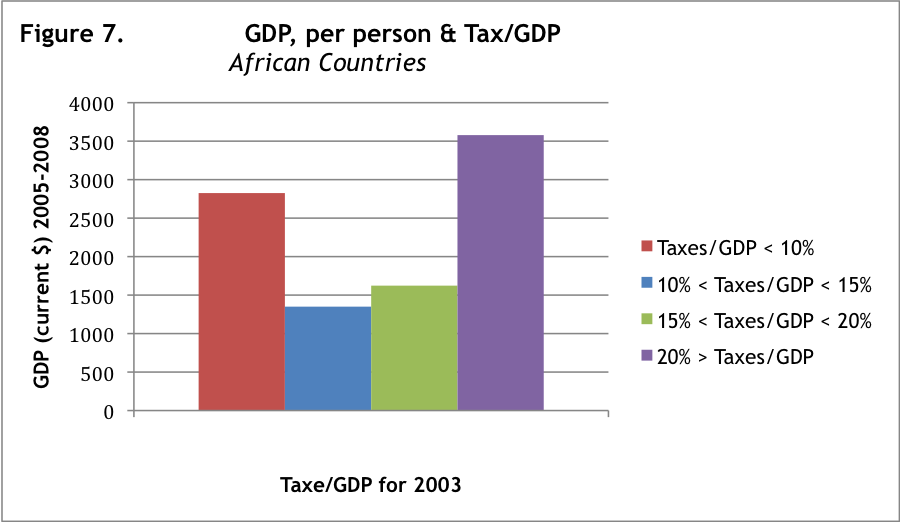 Figure 7.
GDP, per person & Tax/GDP
African Countries
GDP (current $) 2005-2008
4000
3500
3000
2500
2000
1500
1000
500
0
Taxes/GDP < 10%
10% < Taxes/GDP < 15%
15% < Taxes/GDP < 20%
20% > Taxes/GDP
Taxe/GDP for 2003